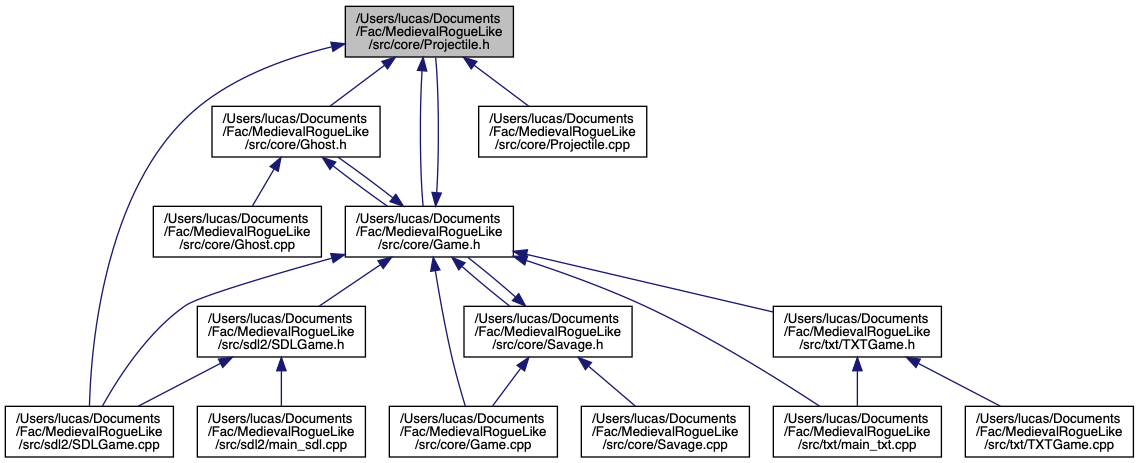 /Users/lucas/Documents
/Fac/MedievalRogueLike
/src/core/Projectile.h
/Users/lucas/Documents
/Fac/MedievalRogueLike
/src/core/Ghost.h
/Users/lucas/Documents
/Fac/MedievalRogueLike
/src/core/Projectile.cpp
/Users/lucas/Documents
/Fac/MedievalRogueLike
/src/core/Ghost.cpp
/Users/lucas/Documents
/Fac/MedievalRogueLike
/src/core/Game.h
/Users/lucas/Documents
/Fac/MedievalRogueLike
/src/sdl2/SDLGame.h
/Users/lucas/Documents
/Fac/MedievalRogueLike
/src/core/Savage.h
/Users/lucas/Documents
/Fac/MedievalRogueLike
/src/txt/TXTGame.h
/Users/lucas/Documents
/Fac/MedievalRogueLike
/src/sdl2/SDLGame.cpp
/Users/lucas/Documents
/Fac/MedievalRogueLike
/src/sdl2/main_sdl.cpp
/Users/lucas/Documents
/Fac/MedievalRogueLike
/src/core/Game.cpp
/Users/lucas/Documents
/Fac/MedievalRogueLike
/src/core/Savage.cpp
/Users/lucas/Documents
/Fac/MedievalRogueLike
/src/txt/main_txt.cpp
/Users/lucas/Documents
/Fac/MedievalRogueLike
/src/txt/TXTGame.cpp